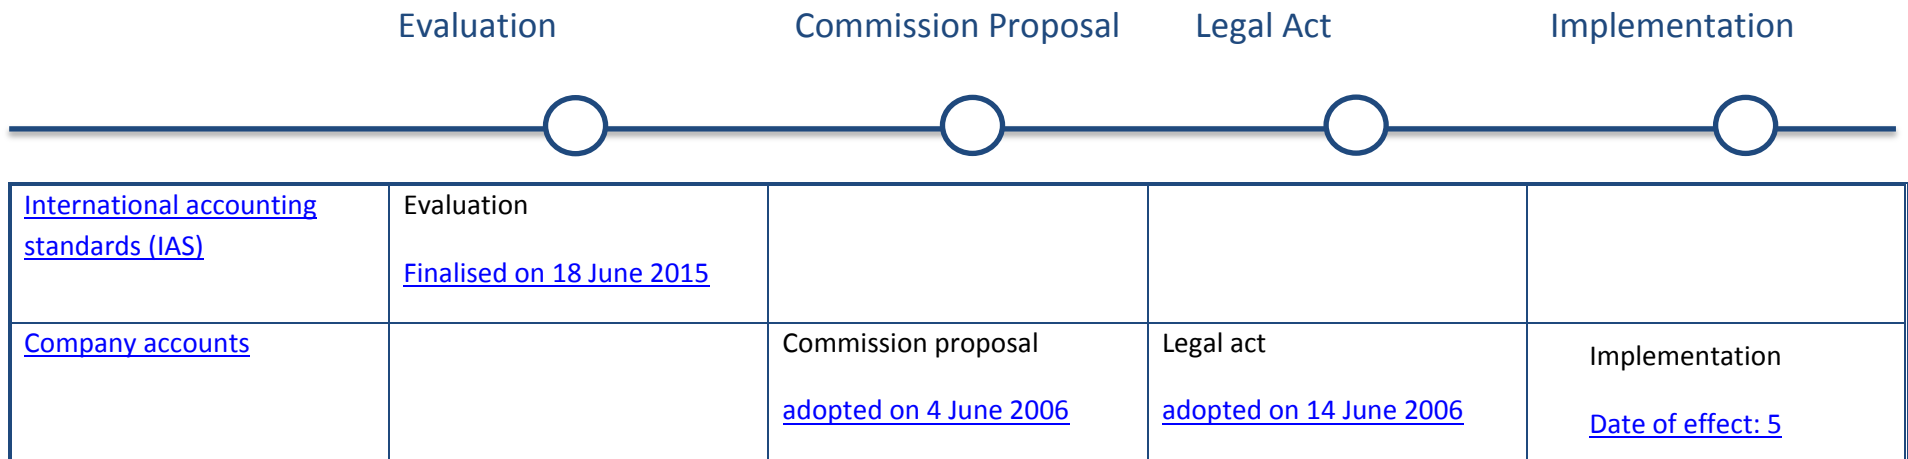 Evaluation Commission Proposal Legal Act Implementation
International accounting
standards (IAS)
Evaluation
Finalised on 18 June 2015
Company accounts
Commission proposal
adopted on 4 June 2006
Legal act
adopted on 14 June 2006
Implementation
Date of effect: 5